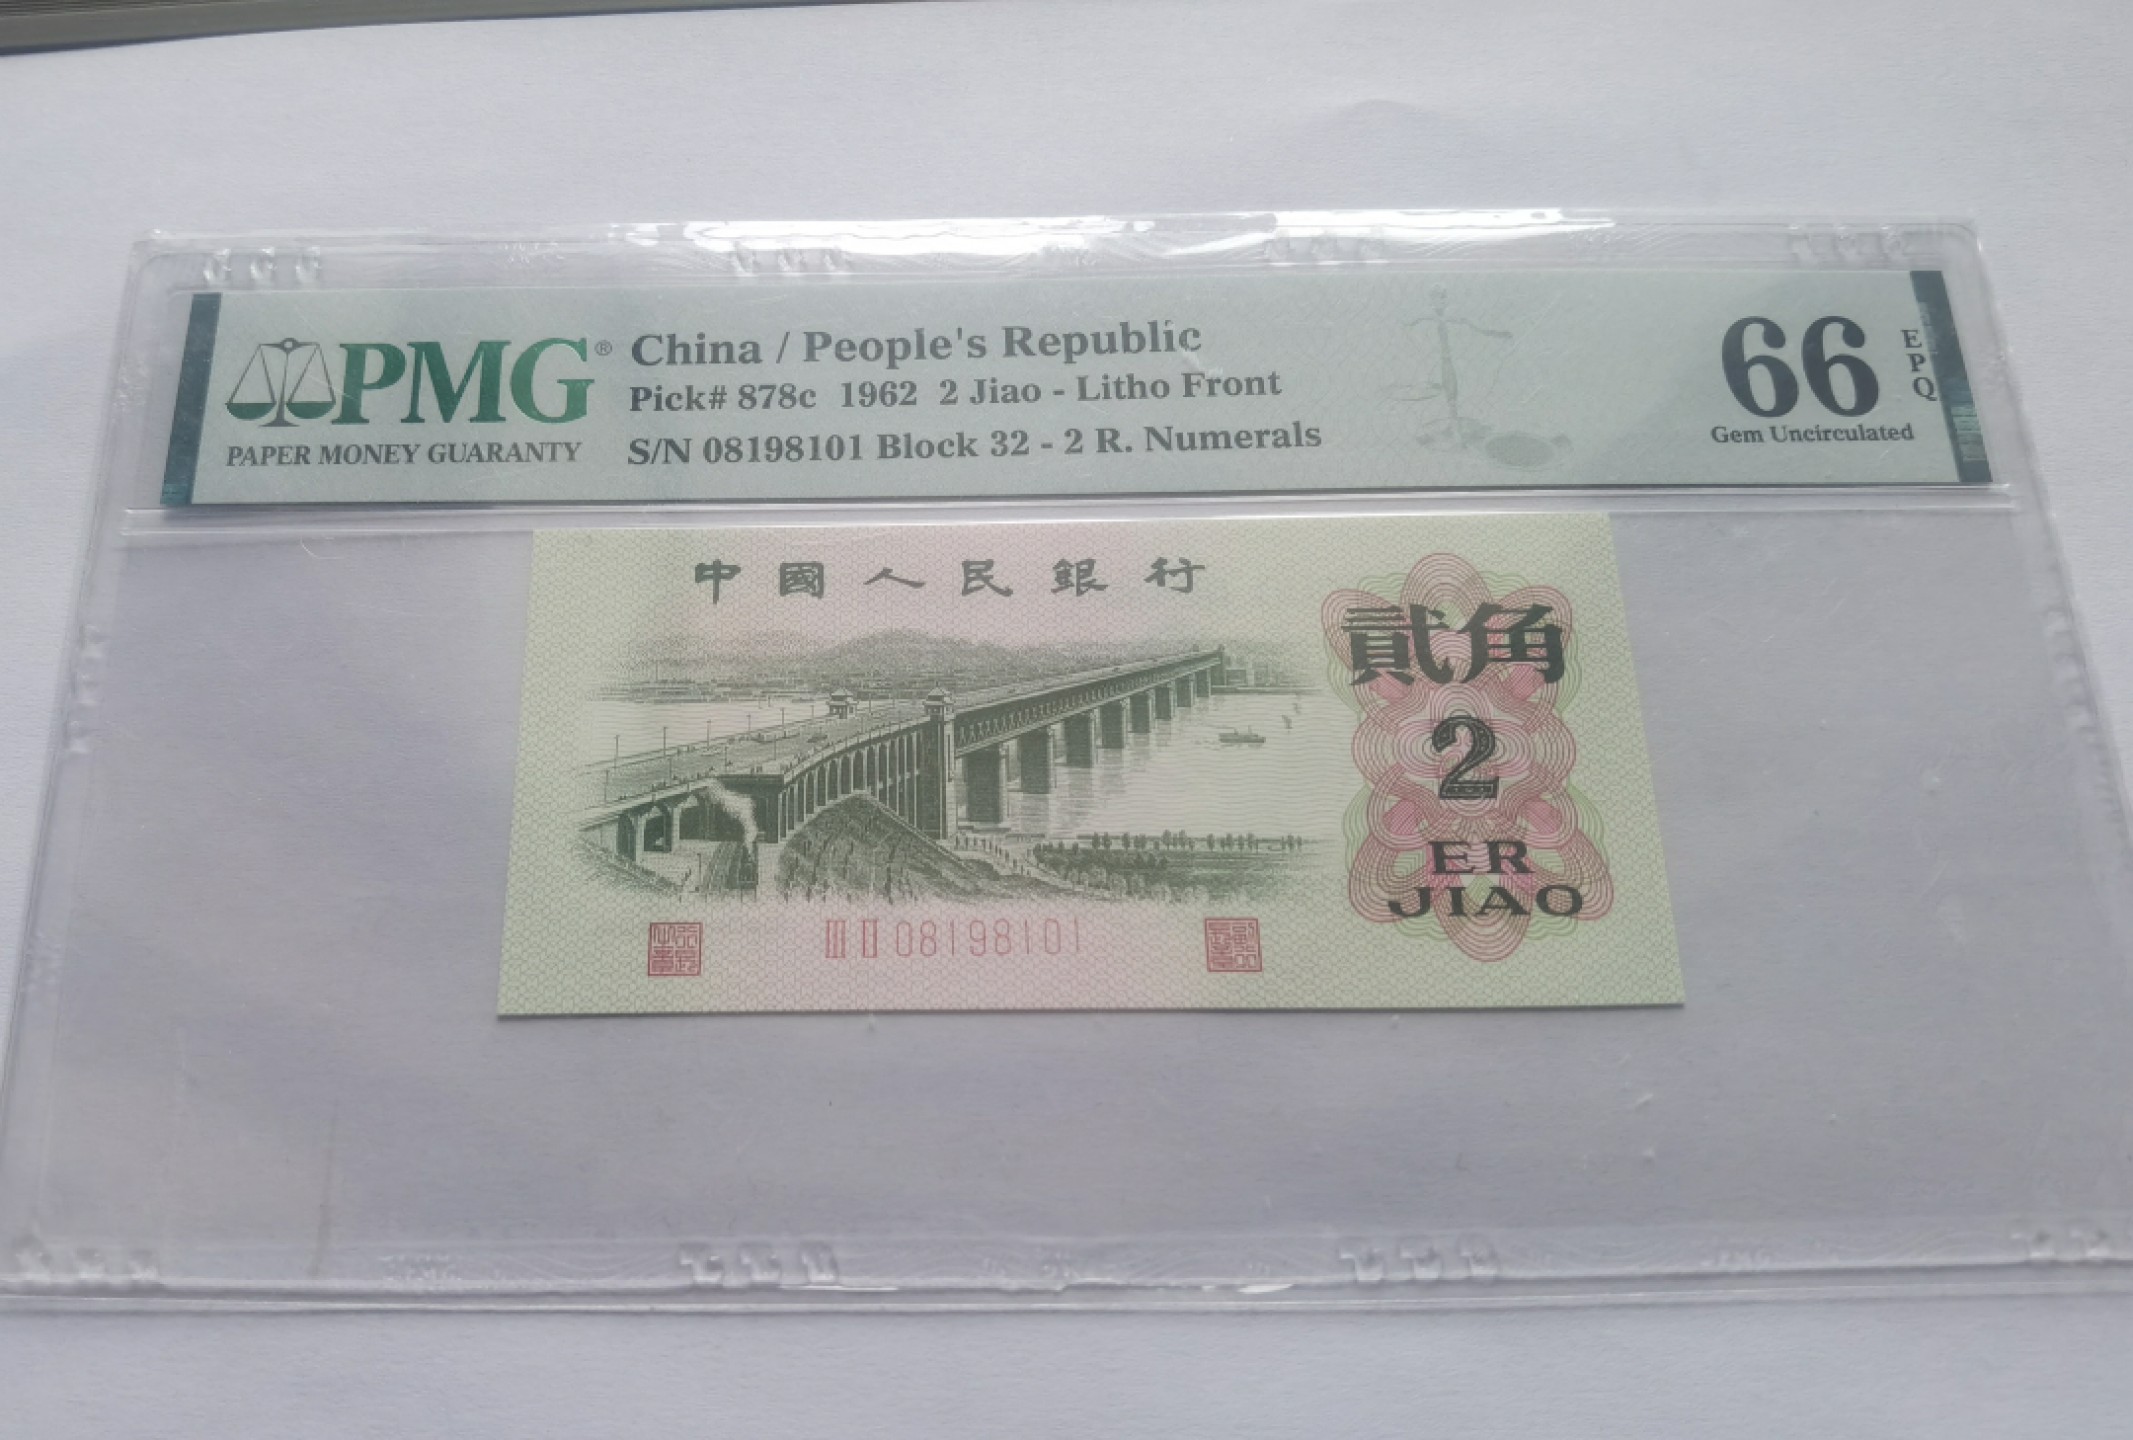 PMG®
PAPER MONEY GUARANTY
China / People's Republic
Pick# 878c 1962 2 Jiao - Litho Front
S/N 08198101 Block 32 - 2 R. Numerals
66
EPQ
Gem Uncirculated
中國人民銀行
貳角
2
ER
JIAO
III II 08198101